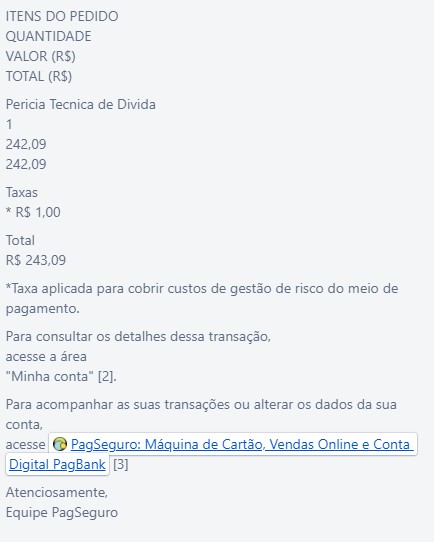 ITENS DO PEDIDO
QUANTIDADE
VALOR (R$)
TOTAL (R$)
Pericia Tecnica de Divida
1
242,09
242,09
Taxas
* R$ 1,00
Total
R$ 243,09
*Taxa aplicada para cobrir custos de gestão de risco do meio de
pagamento.
Para consultar os detalhes dessa transação,
acesse a área
"Minha conta" [2].
Para acompanhar as suas transações ou alterar os dados da sua
conta,
acesse PagSeguro: Máquina de Cartão, Vendas Online e Conta
Digital PagBank [3]
Atenciosamente,
Equipe PagSeguro